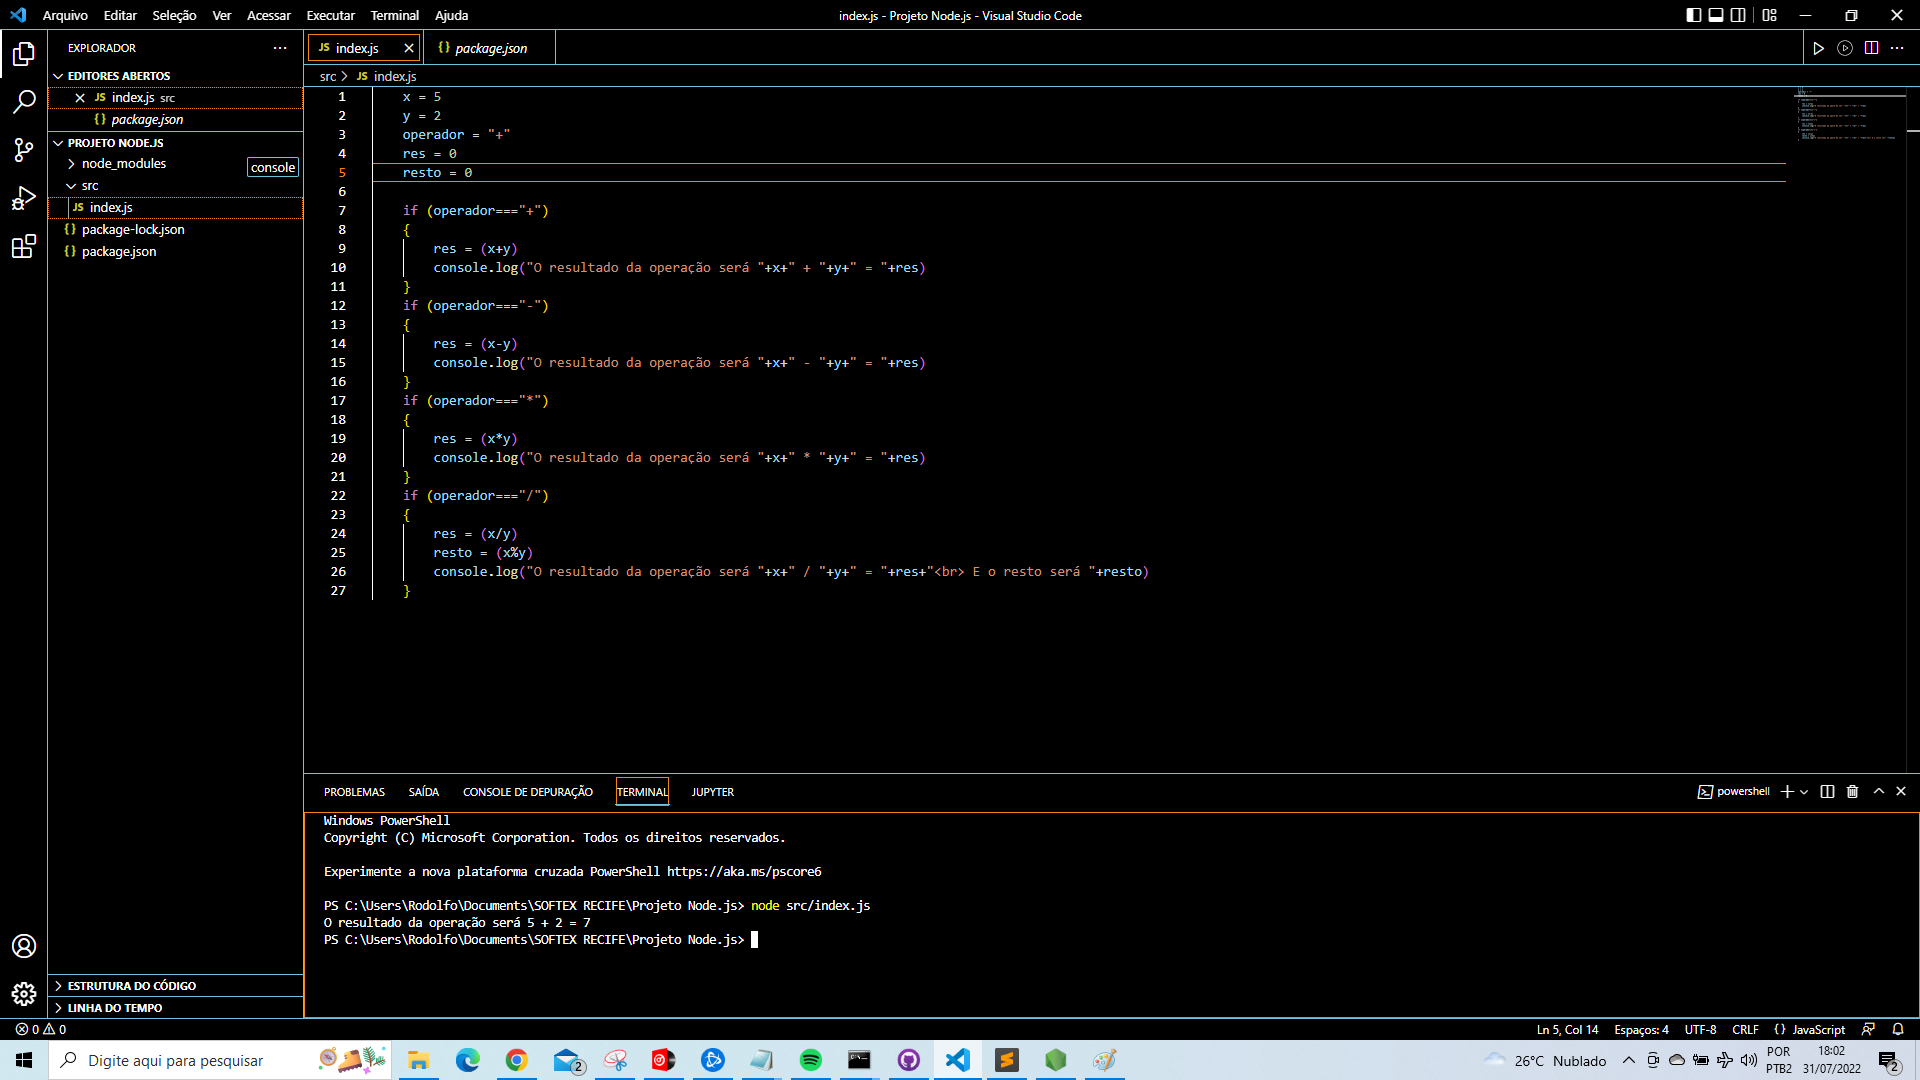 Arquivo Editar Seleção Ver Acessar Executar Terminal Ajuda
index.js - Projeto Node.js - Visual Studio Code
EXPLORADOR
EDITORES ABERTOS
JS index.js src
{} package.json
PROJETO NODE.JS
node_modules
console
src
JS index.js
{} package-lock.json
{} package.json
ESTRUTURA DO CÓDIGO
LINHA DO TEMPO
JS index.js
{} package.json
src > JS index.js
1 x = 5
2 y = 2
3 operador = "+"
4 res = 0
5 resto = 0
6
7 if (operador==="+")
8 {
9 res = (x+y)
10 console.log("O resultado da operação será "+x+" + "+y+" = "+res)
11 }
12 if (operador==="-")
13 {
14 res = (x-y)
15 console.log("O resultado da operação será "+x+" - "+y+" = "+res)
16 }
17 if (operador==="*")
18 {
19 res = (x*y)
20 console.log("O resultado da operação será "+x+" * "+y+" = "+res)
21 }
22 if (operador==="/")
23 {
24 res = (x/y)
25 resto = (x%y)
26 console.log("O resultado da operação será "+x+" / "+y+" = "+res+"<br> E o resto será "+resto)
27 }
PROBLEMAS SAÍDA CONSOLE DE DEPURAÇÃO TERMINAL JUPYTER
powershell
Windows PowerShell
Copyright (C) Microsoft Corporation. Todos os direitos reservados.
Experimente a nova plataforma cruzada PowerShell https://aka.ms/pscore6
PS C:\Users\Rodolfo\Documents\SOFTEX RECIFE\Projeto Node.js> node src/index.js
O resultado da operação será 5 + 2 = 7
PS C:\Users\Rodolfo\Documents\SOFTEX RECIFE\Projeto Node.js>
0 0
Ln 5, Col 14 Espaços: 4 UTF-8 CRLF {} JavaScript
Digite aqui para pesquisar
2
26°C Nublado
POR
PTB2
18:02
31/07/2022
2